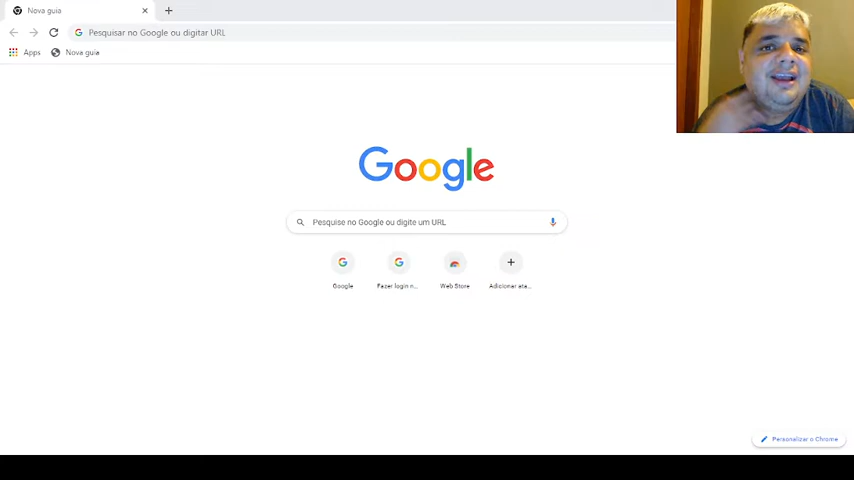 Nova guia
Pesquisar no Google ou digitar URL
Apps Nova guia
Google
Pesquise no Google ou digite um URL
Google Fazer login n... Web Store Adicionar ata...
Personalizar o Chrome